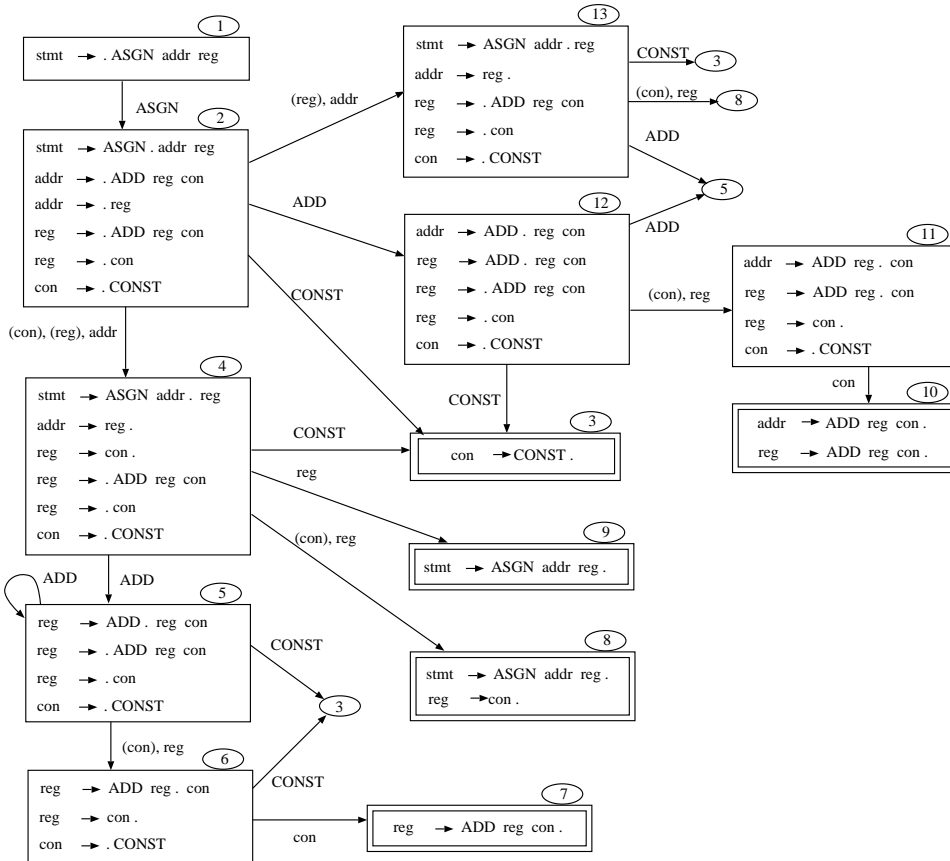 1
stmt → . ASGN addr reg
ASGN
2
stmt → ASGN . addr reg
addr → . ADD reg con
addr → . reg
reg → . ADD reg con
reg → . con
con → . CONST
(reg), addr
ADD
CONST
(con), (reg), addr
13
stmt → ASGN addr . reg
addr → reg .
reg → . ADD reg con
reg → . con
con → . CONST
CONST
3
(con), reg
8
ADD
5
ADD
12
addr → ADD . reg con
reg → ADD . reg con
reg → . ADD reg con
reg → . con
con → . CONST
(con), reg
CONST
11
addr → ADD reg . con
reg → ADD reg . con
reg → con .
con → . CONST
con
10
addr → ADD reg con .
reg → ADD reg con .
4
stmt → ASGN addr . reg
addr → reg .
reg → con .
reg → . ADD reg con
reg → . con
con → . CONST
CONST
reg
(con), reg
ADD
3
con → CONST .
9
stmt → ASGN addr reg .
8
stmt → ASGN addr reg .
reg → con .
ADD
5
reg → ADD . reg con
reg → . ADD reg con
reg → . con
con → . CONST
CONST
3
(con), reg
CONST
6
reg → ADD reg . con
reg → con .
con → . CONST
con
7
reg → ADD reg con .